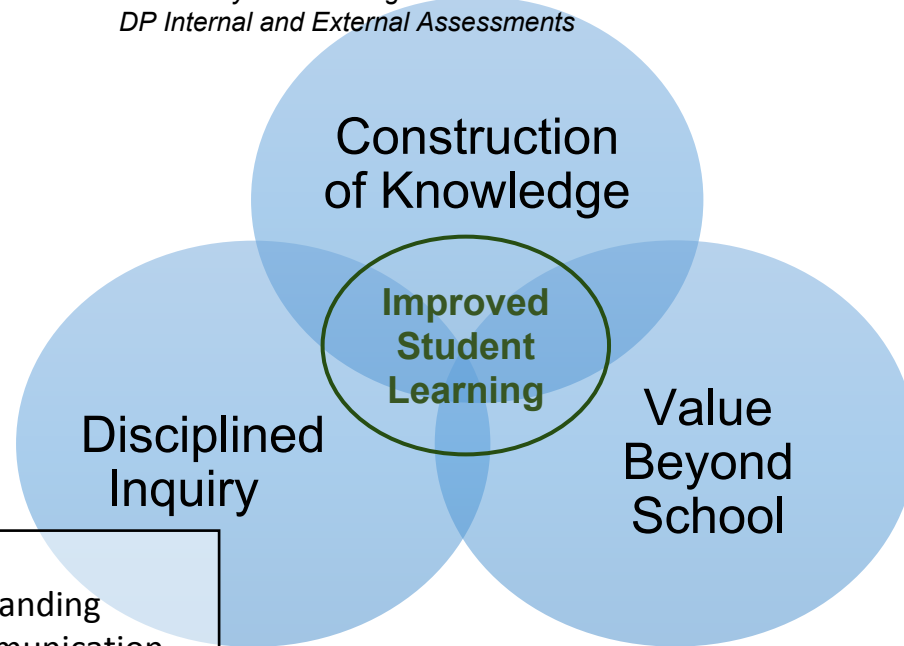 DP Internal and External Assessments
Construction
of Knowledge
Improved
Student
Learning
Disciplined
Inquiry
Value
Beyond
School